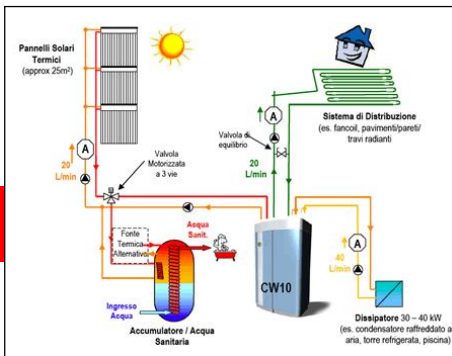 Pannelli Solari
Termici
(approx 25m²)
A
20
L/min
Valvola
Motorizzata
a 3 vie
Fonte
Termica
Alternativa
Acqua
Sanit.
Ingresso
Acqua
Accumulatore / Acqua
Sanitaria
A
Valvola di
equilibrio
20
L/min
Sistema di Distribuzione
(es. fancoil, pavimenti/pareti/
travi radianti
CW10
A
40
L/min
Dissipatore 30 – 40 kW
(es. condensatore raffreddato ad
aria, torre refrigerata, piscina)